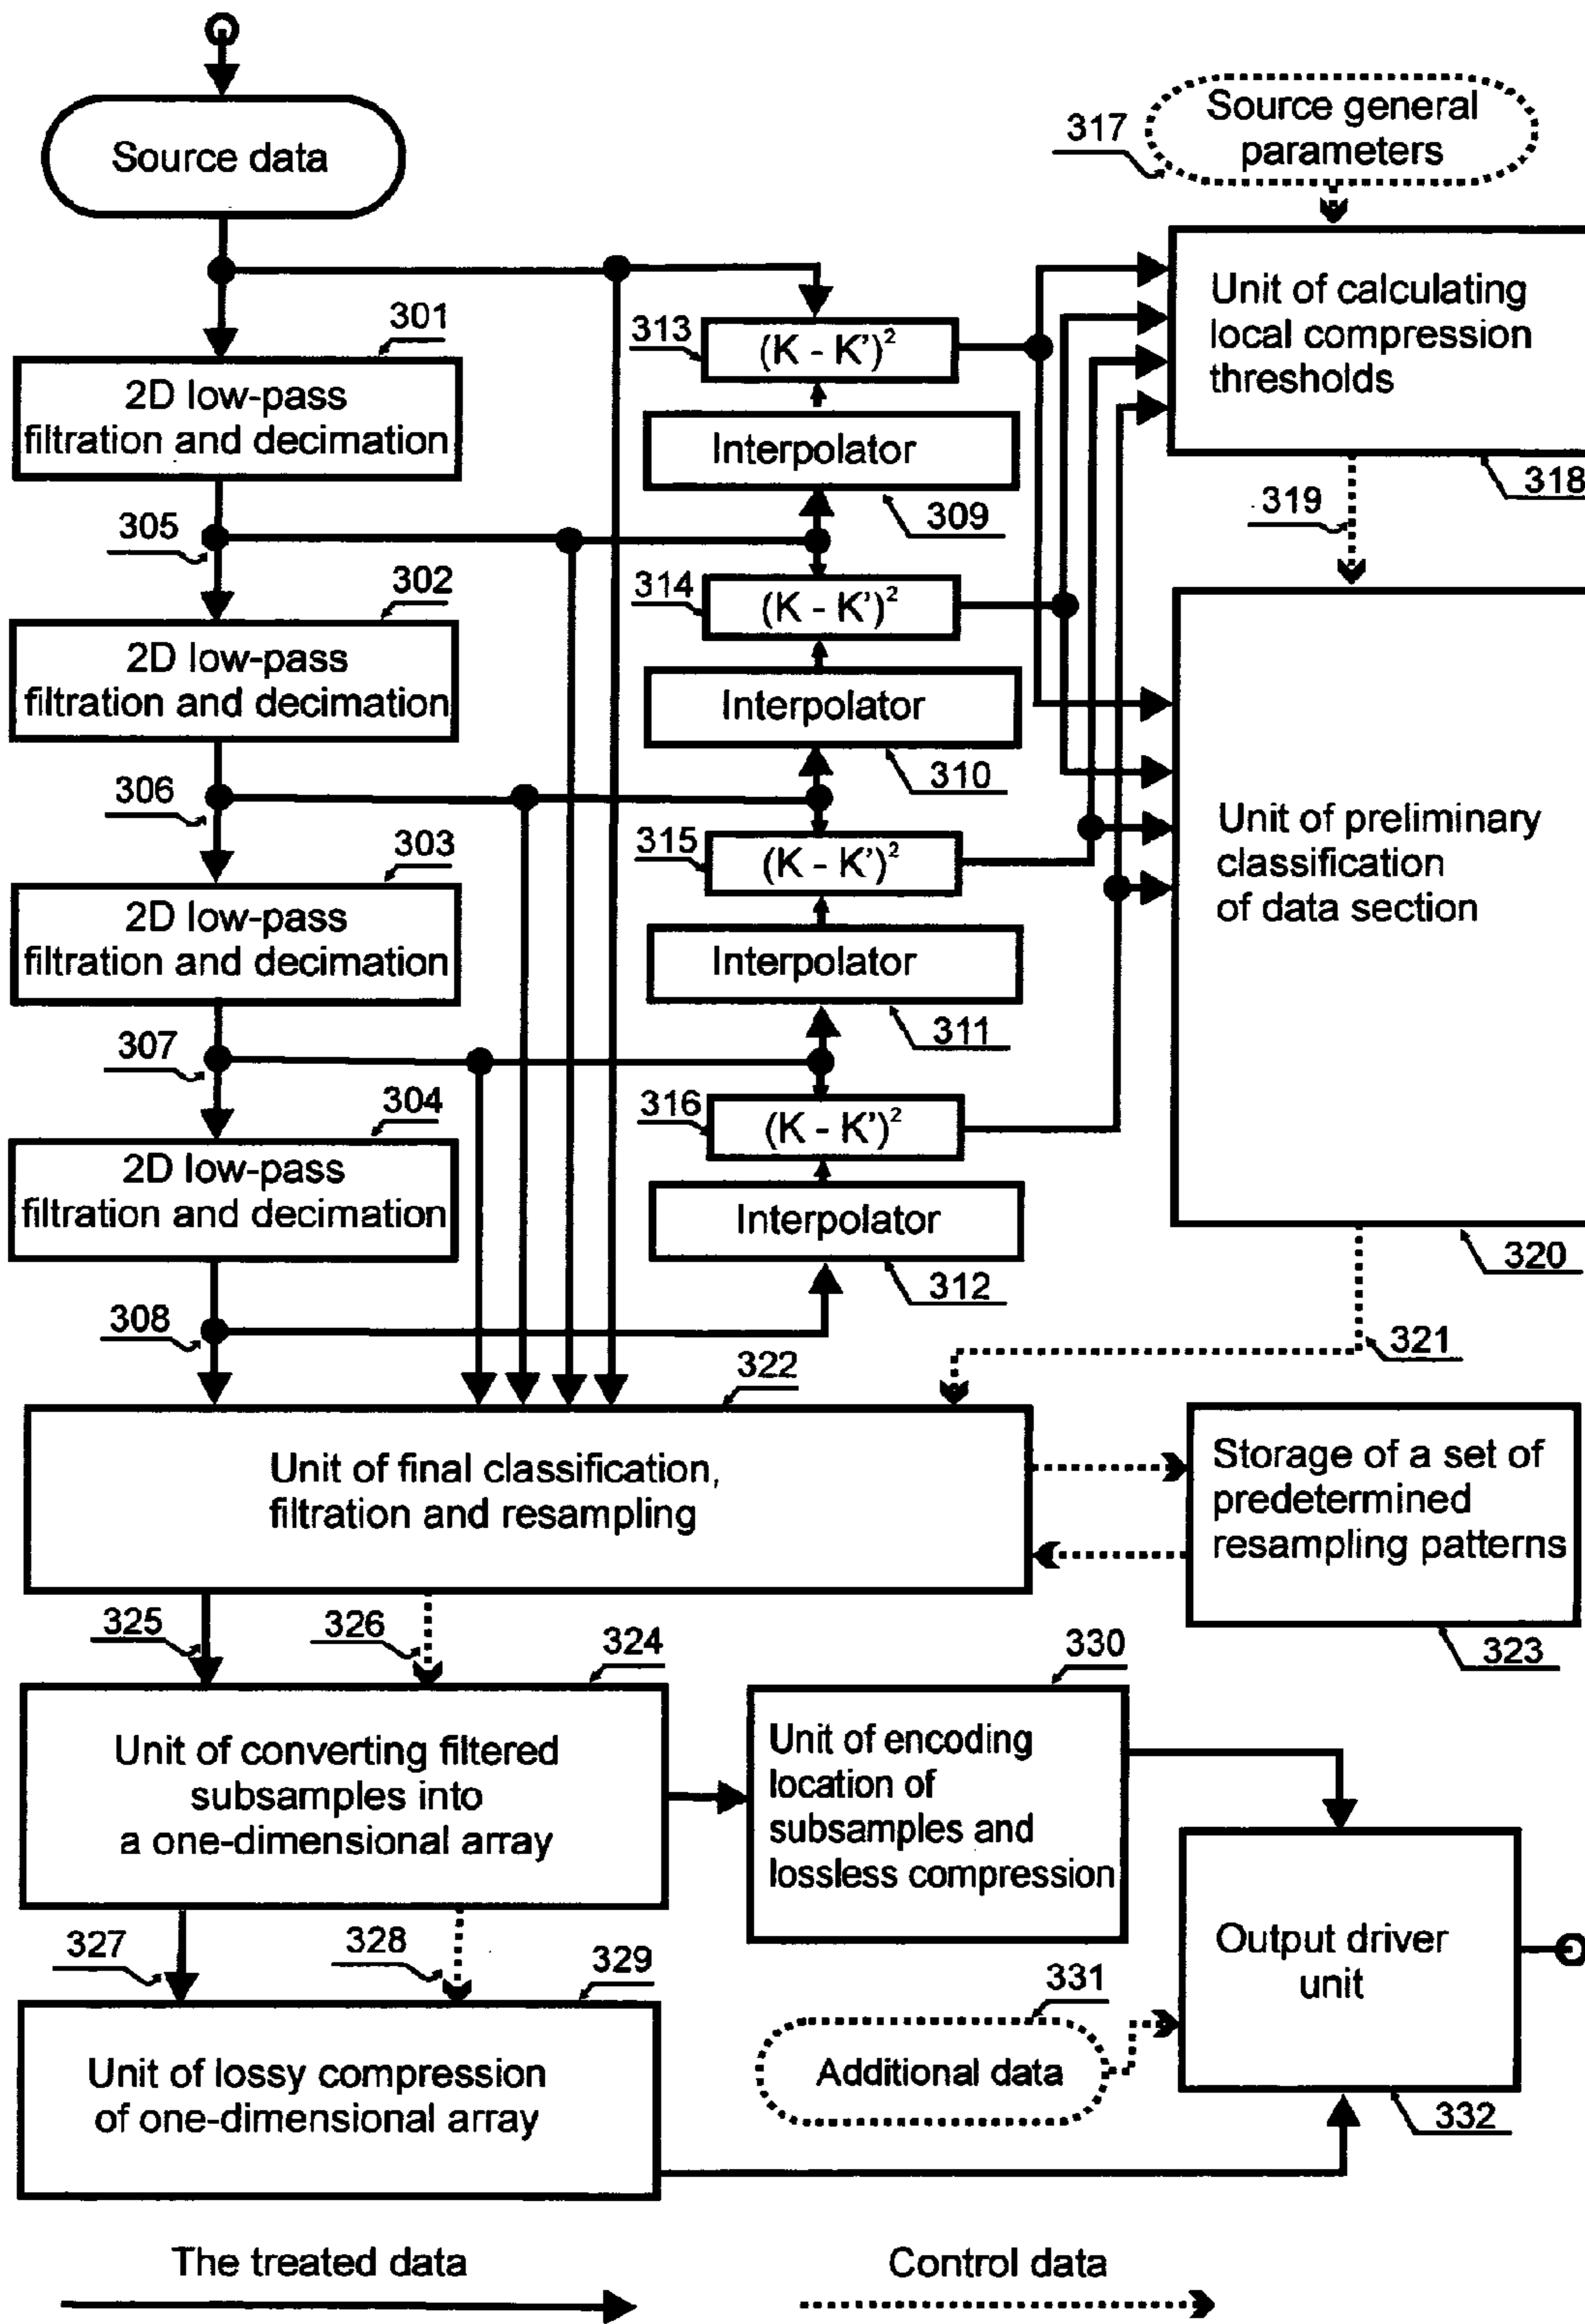 Source data
317
Source general
parameters
301
2D low-pass
filtration and decimation
313
(K - K')²
Interpolator
309
Unit of calculating
local compression
thresholds
318
319
305
302
2D low-pass
filtration and decimation
314
(K - K')²
Interpolator
310
306
303
2D low-pass
filtration and decimation
315
(K - K')²
Interpolator
311
Unit of preliminary
classification
of data section
320
307
304
2D low-pass
filtration and decimation
316
(K - K')²
Interpolator
312
308
321
322
Unit of final classification,
filtration and resampling
Storage of a set of
predetermined
resampling patterns
323
325
326
324
Unit of converting filtered
subsamples into
a one-dimensional array
330
Unit of encoding
location of
subsamples and
lossless compression
Output driver
unit
332
327
328
329
Unit of lossy compression
of one-dimensional array
331
Additional data
The treated data
Control data